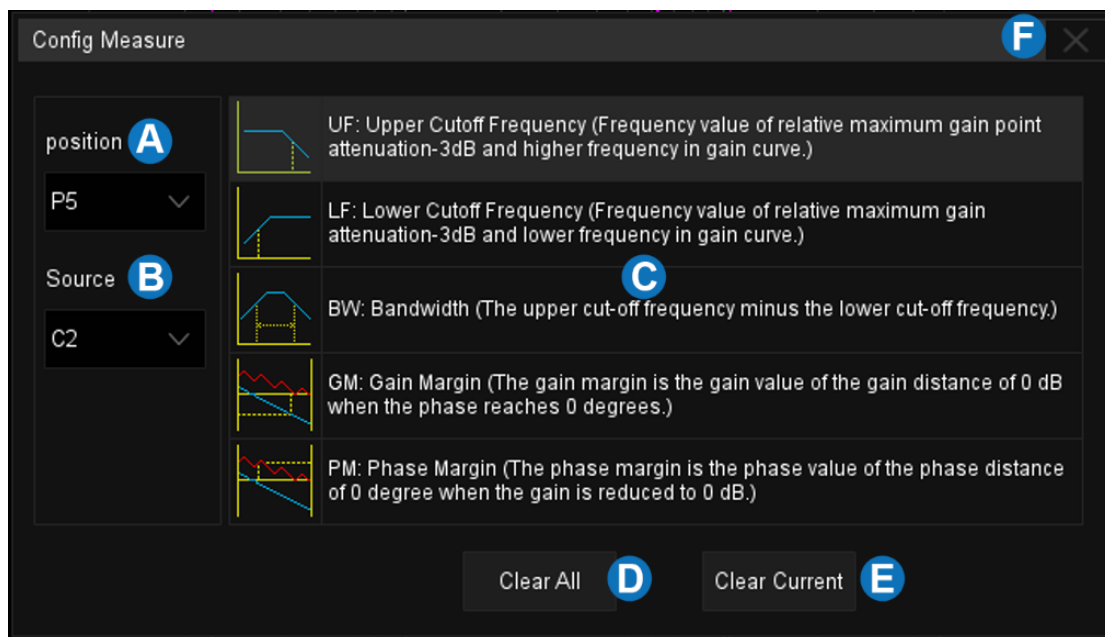 Config Measure
F
position A
P5
Source B
C2
UF: Upper Cutoff Frequency (Frequency value of relative maximum gain point
attenuation-3dB and higher frequency in gain curve.)
LF: Lower Cutoff Frequency (Frequency value of relative maximum gain
attenuation-3dB and lower frequency in gain curve.)
C
BW: Bandwidth (The upper cut-off frequency minus the lower cut-off frequency.)
GM: Gain Margin (The gain margin is the gain value of the gain distance of 0 dB
when the phase reaches 0 degrees.)
PM: Phase Margin (The phase margin is the phase value of the phase distance
of 0 degree when the gain is reduced to 0 dB.)
Clear All D
Clear Current E